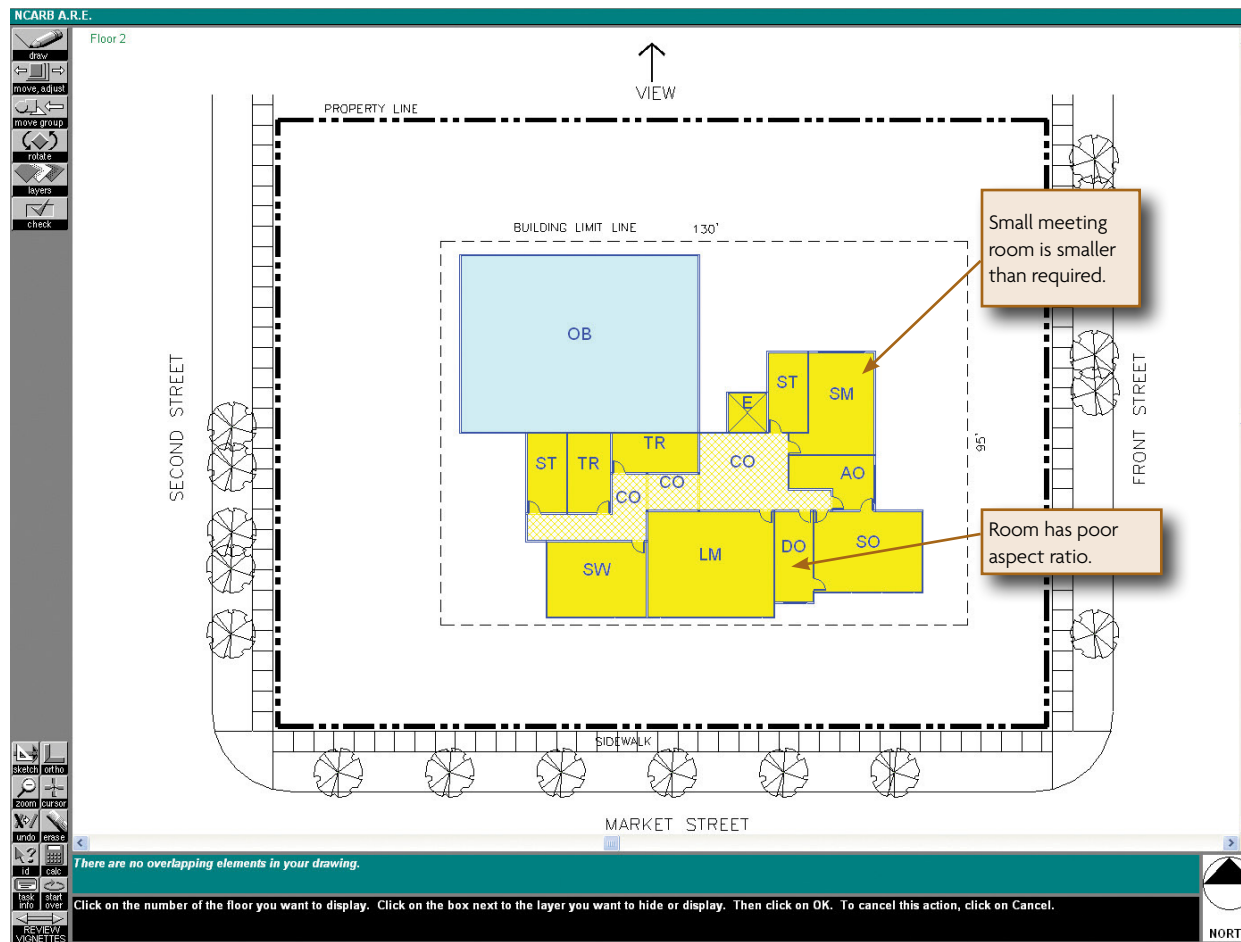 NCARB A.R.E.
draw
move, adjust
move group
rotate
layers
check
Floor 2
VIEW
PROPERTY LINE
BUILDING LIMIT LINE 130'
Small meeting
room is smaller
than required.
OB
ST
SM
E
TR
CO
AO
ST
TR
CO
CO
SW
LM
DO
SO
95'
Room has poor
aspect ratio.
SECOND STREET
FRONT STREET
SIDEWALK
MARKET STREET
sketch ortho
zoom cursor
undo erase
id calc
task info
start over
REVIEW
VIGNETTES
There are no overlapping elements in your drawing.
Click on the number of the floor you want to display. Click on the box next to the layer you want to hide or display. Then click on OK. To cancel this action, click on Cancel.
NORT